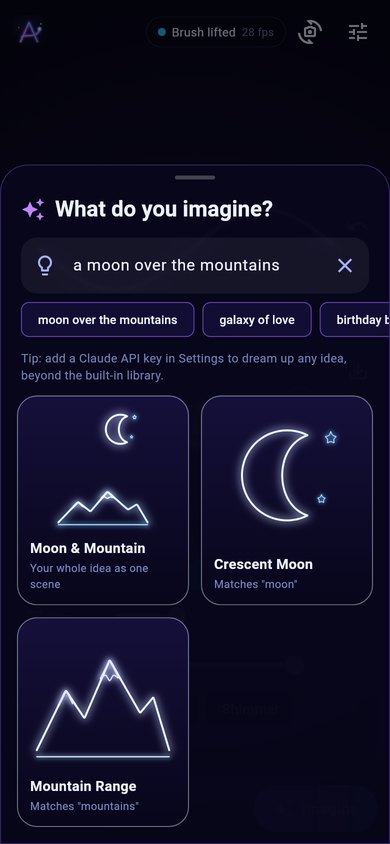 Brush lifted 28 fps
What do you imagine?
a moon over the mountains
moon over the mountains
galaxy of love
birthday b
Tip: add a Claude API key in Settings to dream up any idea,
beyond the built-in library.
Moon & Mountain
Your whole idea as one
scene
Crescent Moon
Matches "moon"
Mountain Range
Matches "mountains"
Shimmer